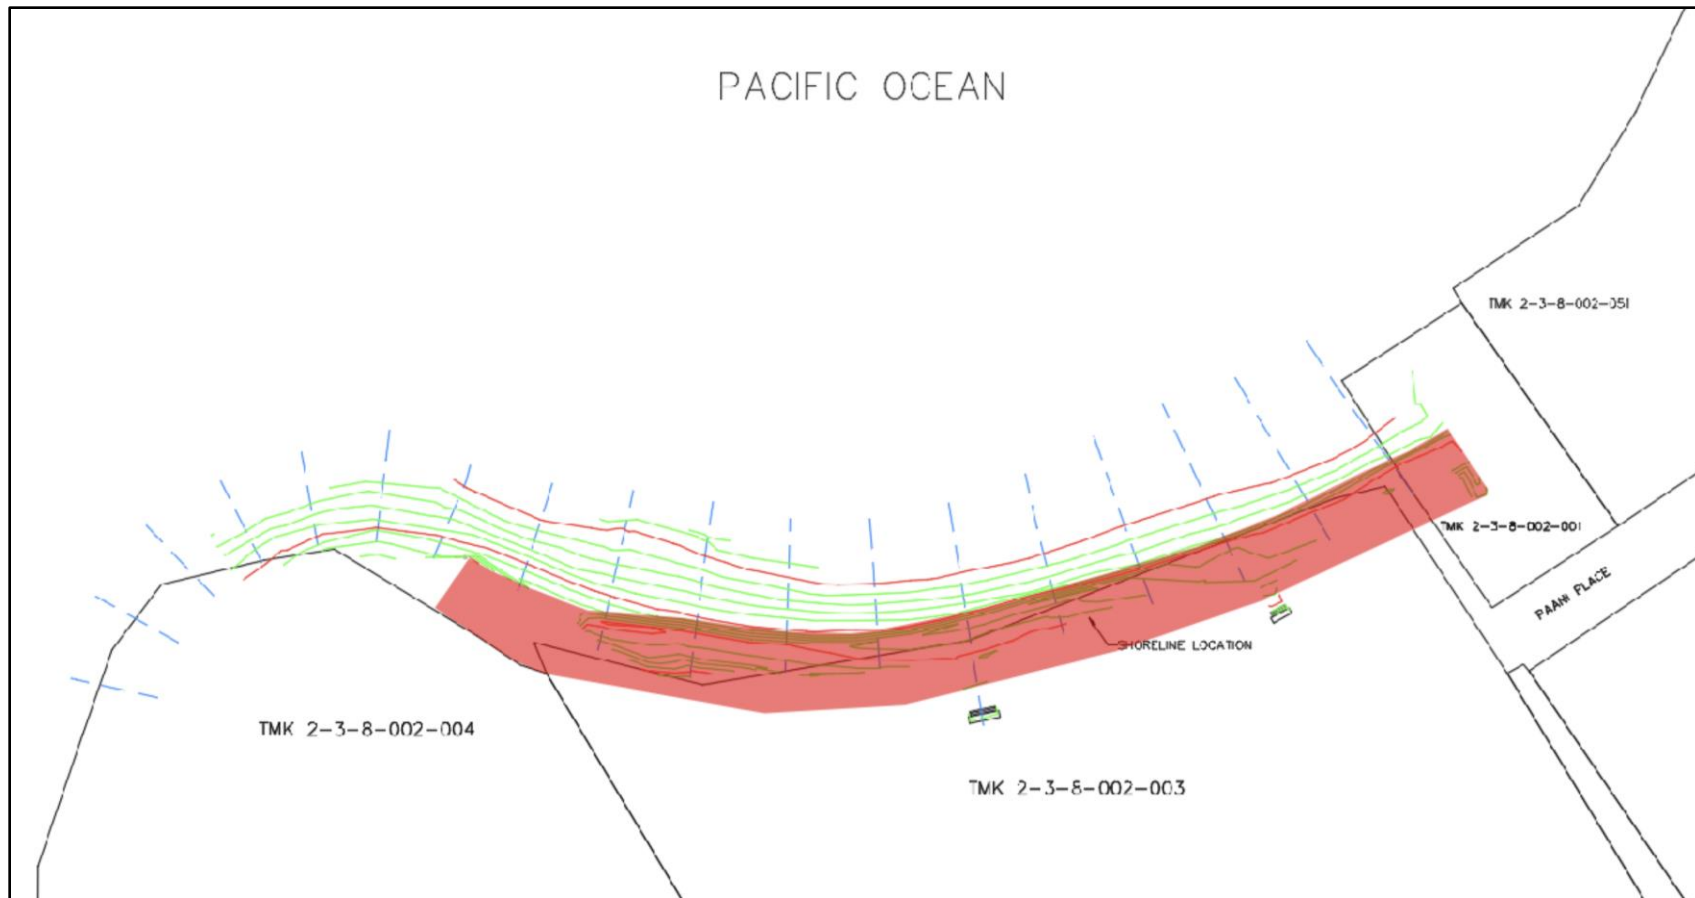 PACIFIC OCEAN
TMK 2-3-8-002-051
TMK 2-3-8-002-001
PAANI PLACE
SHORELINE LOCATION
TMK 2-3-8-002-004
TMK 2-3-8-002-003